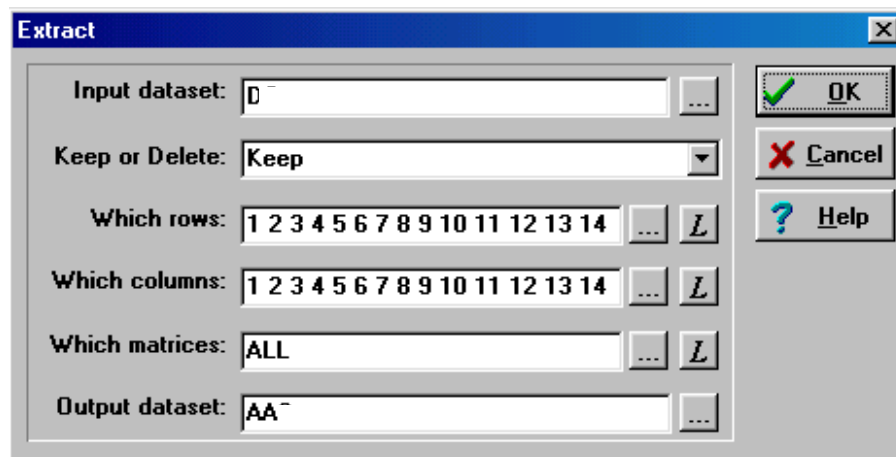 Extract
Input dataset:
...
OK
Keep or Delete: Keep
Cancel
Which rows: 1 2 3 4 5 6 7 8 9 10 11 12 13 14 ... L
Help
Which columns: 1 2 3 4 5 6 7 8 9 10 11 12 13 14 ... L
Which matrices: ALL ... L
Output dataset: ...